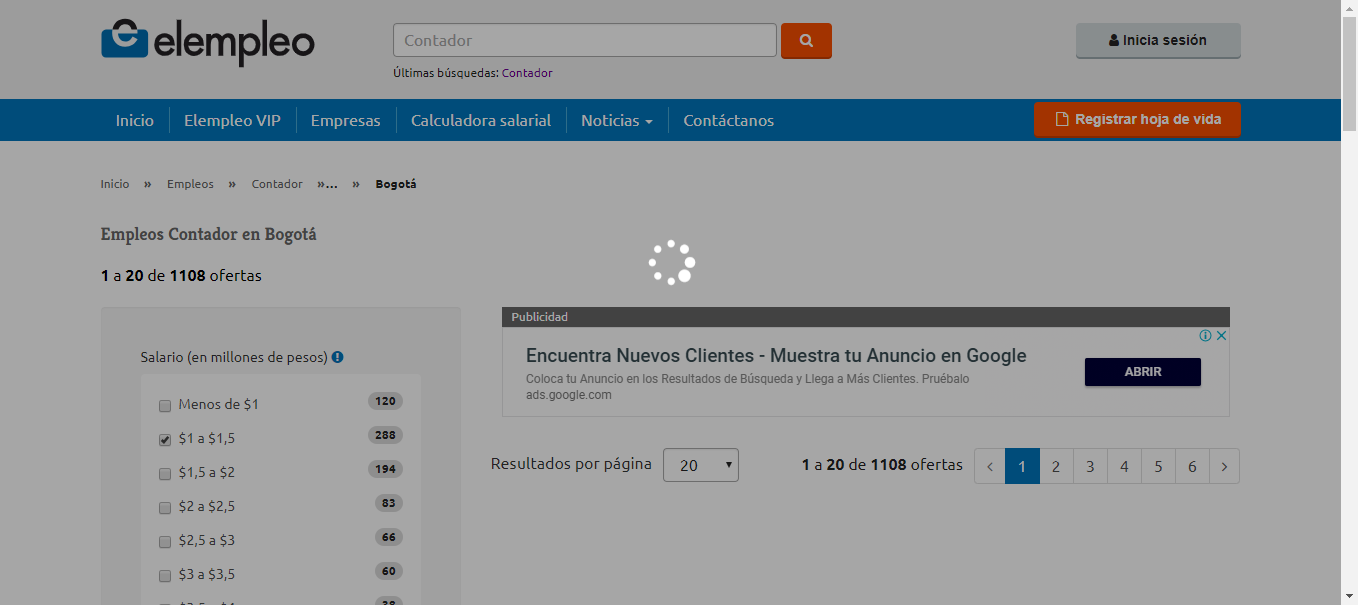 elempleo
Contador
Inicia sesión
Últimas búsquedas: Contador
Inicio Elempleo VIP Empresas Calculadora salarial Noticias Contáctanos Registrar hoja de vida
Inicio » Empleos » Contador »... » Bogotá
Empleos Contador en Bogotá
1 a 20 de 1108 ofertas
Salario (en millones de pesos)
Menos de $1 120
$1 a $1,5 288
$1,5 a $2 194
$2 a $2,5 83
$2,5 a $3 66
$3 a $3,5 60
Publicidad
Encuentra Nuevos Clientes - Muestra tu Anuncio en Google
Coloca tu Anuncio en los Resultados de Búsqueda y Llega a Más Clientes. Pruébalo
ads.google.com
ABRIR
Resultados por página 20 1 a 20 de 1108 ofertas ‹ 1 2 3 4 5 6 ›